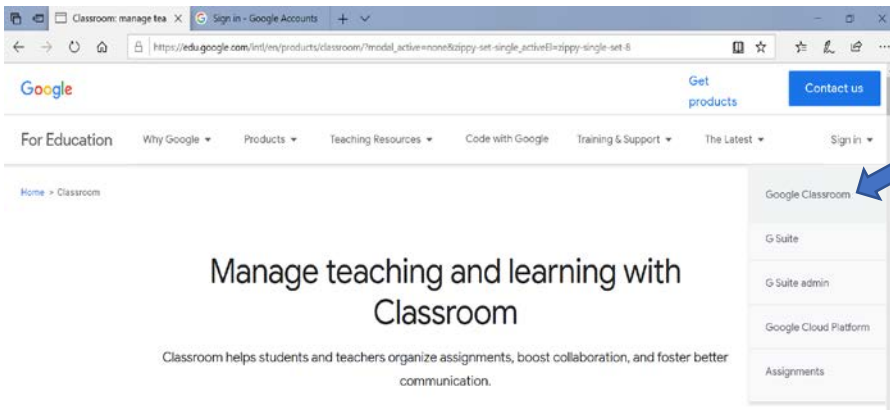 Classroom: manage tea
Sign in - Google Accounts
https://edu.google.com/intl/en/products/classroom/?modal_active=none&zippy-set-single_activeEl=zippy-single-set-8
Google
Get
products
Contact us
For Education
Why Google
Products
Teaching Resources
Code with Google
Training & Support
The Latest
Sign in
Home > Classroom
Google Classroom
G Suite
G Suite admin
Google Cloud Platform
Assignments
Manage teaching and learning with
Classroom
Classroom helps students and teachers organize assignments, boost collaboration, and foster better
communication.